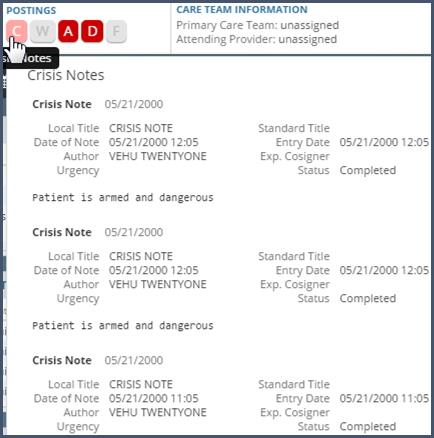 POSTINGS
CARE TEAM INFORMATION
C W A D F
Primary Care Team: unassigned
Attending Provider: unassigned
Notes
Crisis Notes
Crisis Note 05/21/2000
Local Title CRISIS NOTE Standard Title
Date of Note 05/21/2000 12:05 Entry Date 05/21/2000 12:05
Author VEHU TWENTYONE Exp. Cosigner
Urgency Status Completed
Patient is armed and dangerous
Crisis Note 05/21/2000
Local Title CRISIS NOTE Standard Title
Date of Note 05/21/2000 12:05 Entry Date 05/21/2000 12:05
Author VEHU TWENTYONE Exp. Cosigner
Urgency Status Completed
Patient is armed and dangerous
Crisis Note 05/21/2000
Local Title CRISIS NOTE Standard Title
Date of Note 05/21/2000 11:05 Entry Date 05/21/2000 11:05
Author VEHU TWENTYONE Exp. Cosigner
Urgency Status Completed